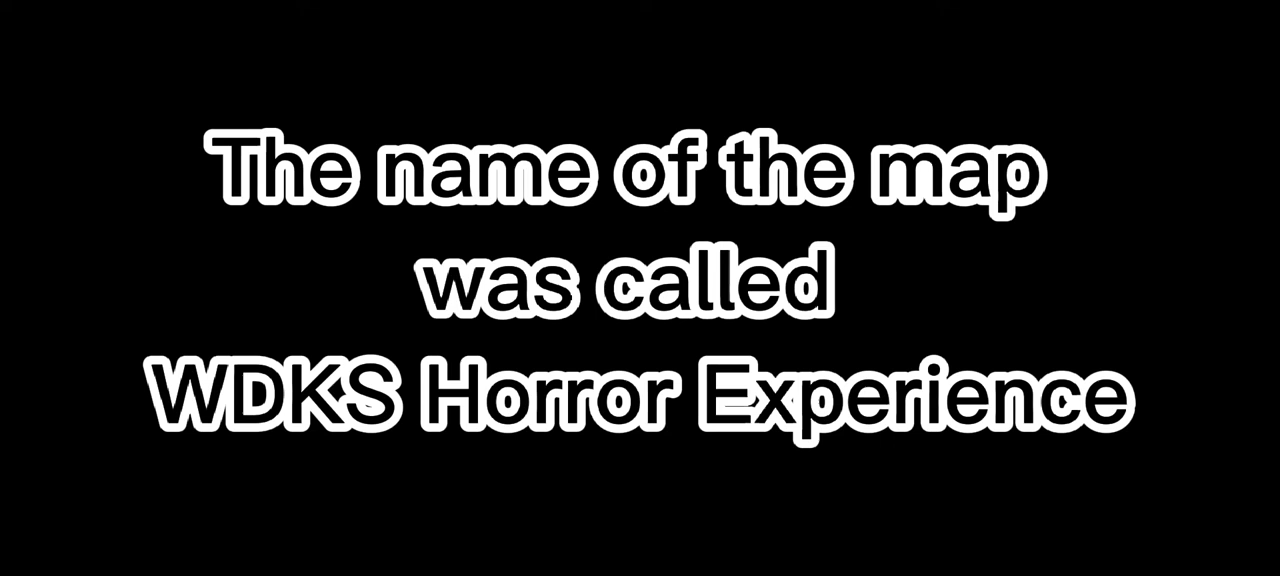 The name of the map
was called
WDKS Horror Experience